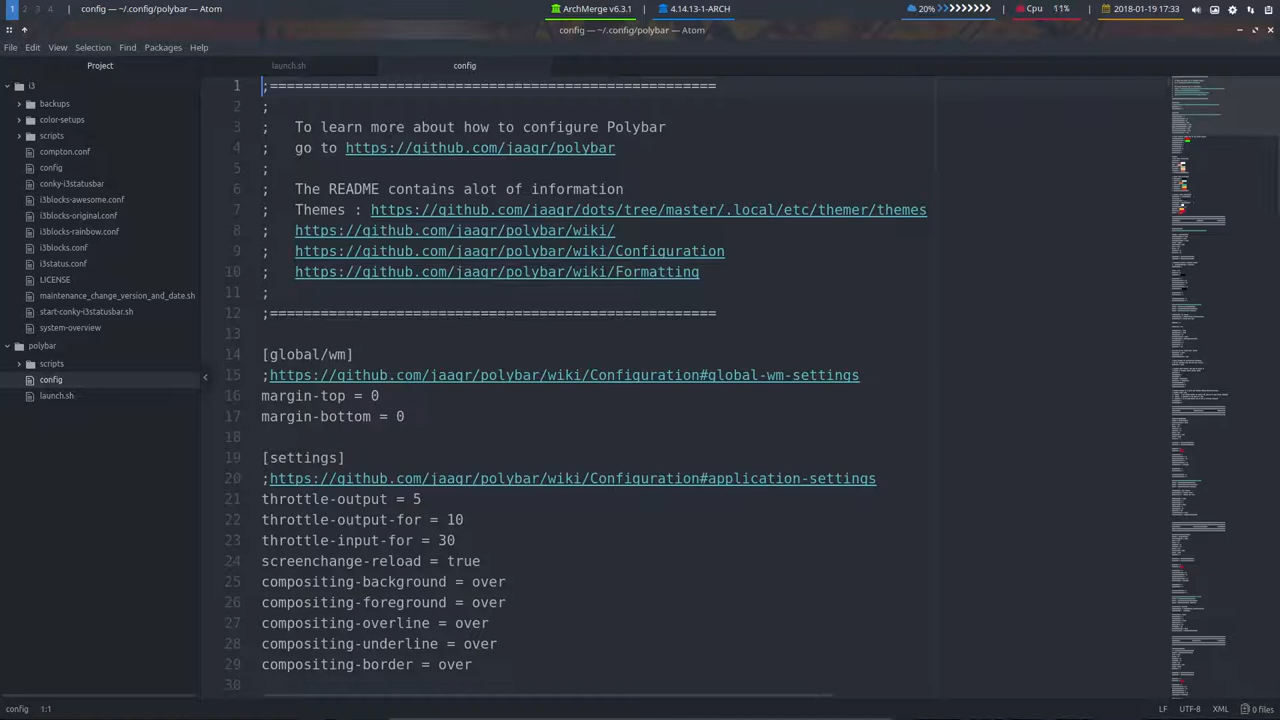 1 2 3 4 config — ~/.config/polybar — Atom ArchMerge v6.3.1 4.4.13-1-ARCH 20% Cpu 11% 2018-01-19 17:33
config — ~/.config/polybar — Atom
File Edit View Selection Find Packages Help
Project
i3
backups
color-setups
scripts
compton.conf
config
conky-i3statusbar
i3blocks-awesome.conf
i3blocks-original.conf
i3blocks-rainbow.conf
i3blocks.conf
i3status.conf
LICENSE
maintenance_change_version_and_date.sh
start-conky-i3statusbar.sh
system-overview
polybar
scripts
config
launch.sh
launch.sh config
1 ;====================================================
2 ;
3 ; To learn more about how to configure Polybar
4 ; go to https://github.com/jaagr/polybar
5 ;
6 ; The README contains alot of information
7 ; Themes : https://github.com/jaagr/dots/tree/master/.local/etc/themer/themes
8 ; https://github.com/jaagr/polybar/wiki/
9 ; https://github.com/jaagr/polybar/wiki/Configuration
10 ; https://github.com/jaagr/polybar/wiki/Formatting
11 ;
12 ;====================================================
13
14 [global/wm]
15 ;https://github.com/jaagr/polybar/wiki/Configuration#global-wm-settings
16 margin-top = 0
17 margin-bottom = 0
18
19 [settings]
20 ;https://github.com/jaagr/polybar/wiki/Configuration#application-settings
21 throttle-output = 5
22 throttle-output-for = 10
23 throttle-input-for = 30
24 screenchange-reload = true
25 compositing-background = over
26 compositing-foreground = over
27 compositing-overline = over
28 compositing-underline = over
29 compositing-border = over
config 1:1 LF UTF-8 XML 0 files